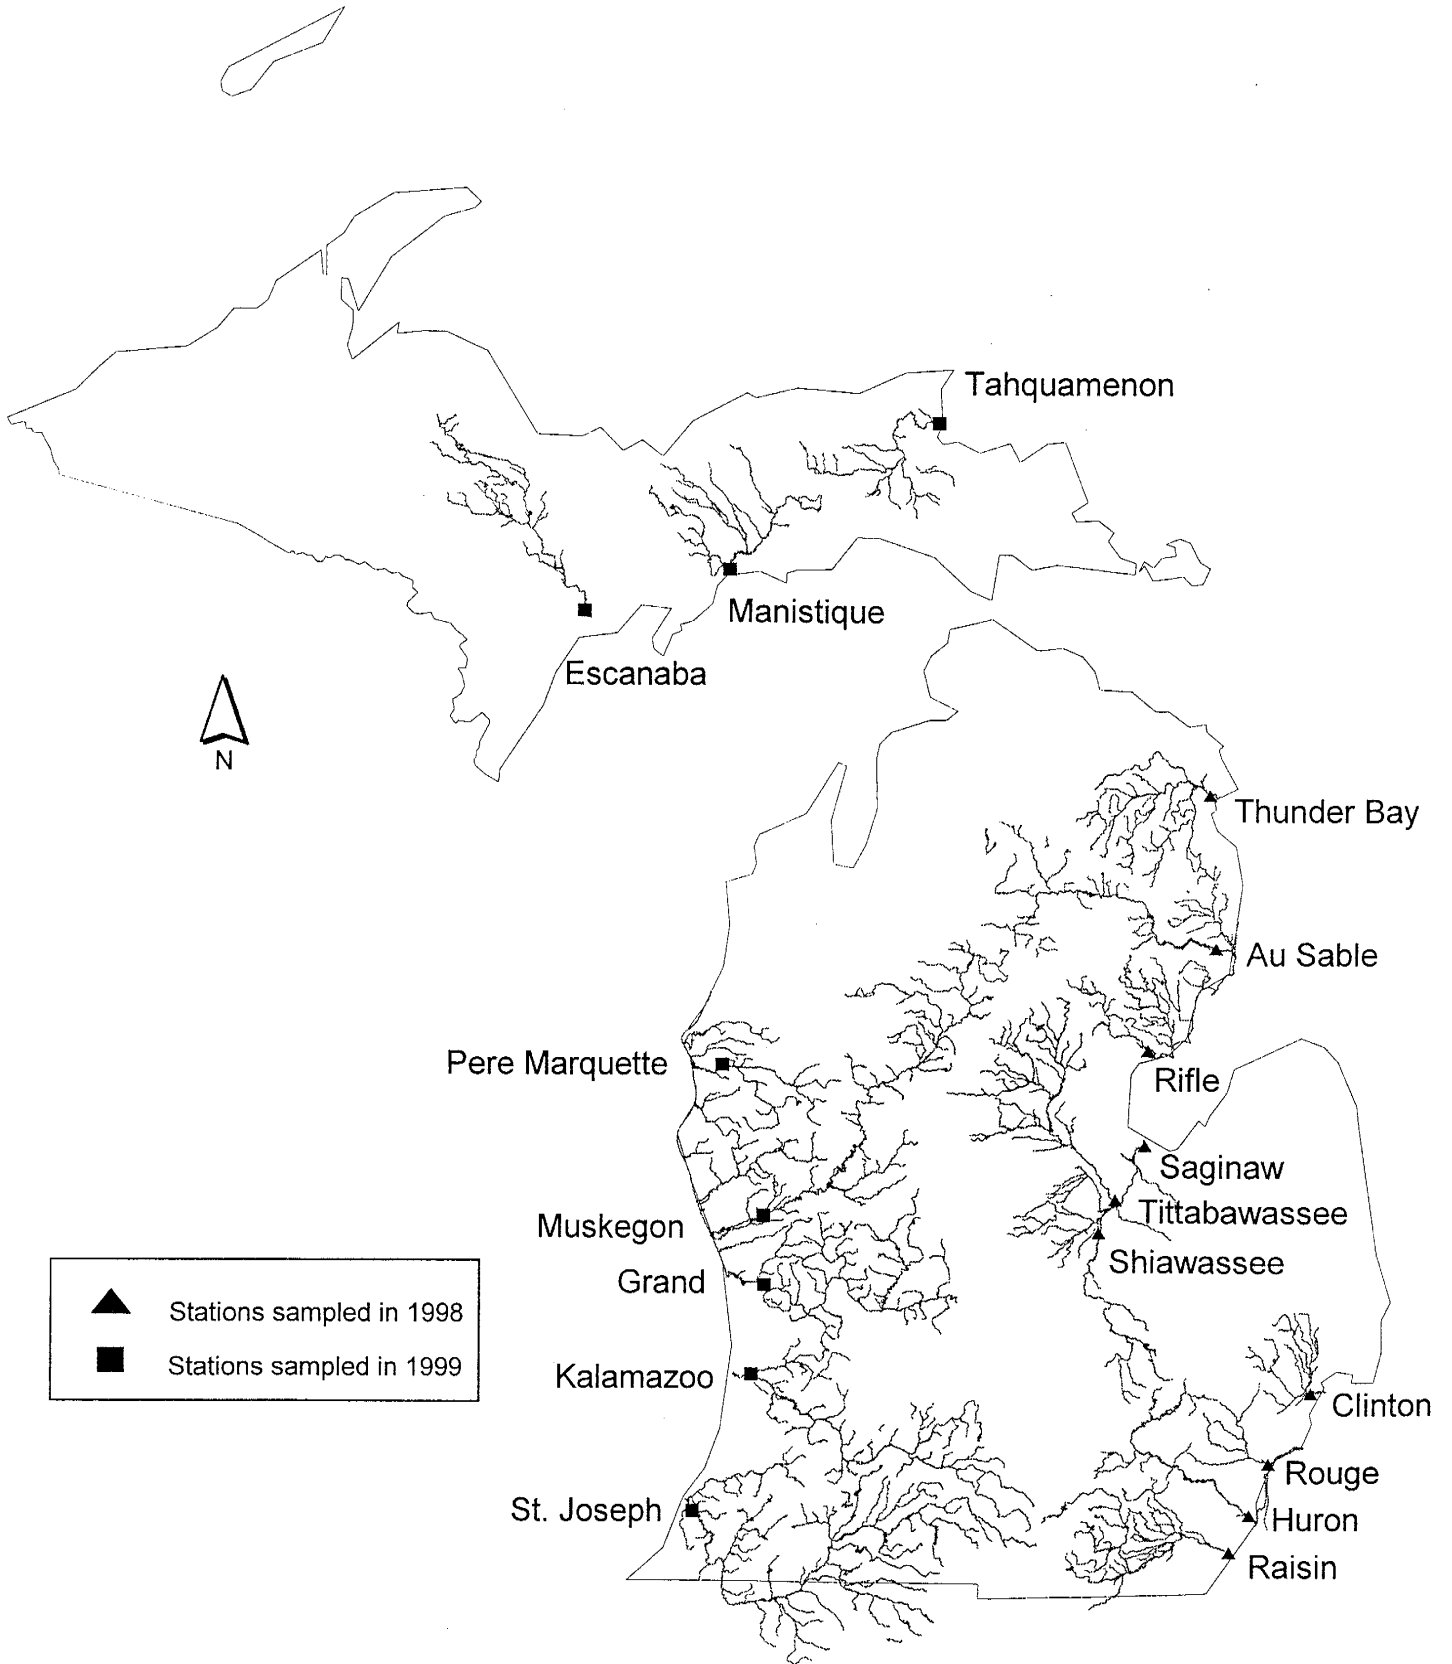 Tahquamenon
Manistique
Escanaba
N
Thunder Bay
Au Sable
Pere Marquette
Rifle
Saginaw
Tittabawassee
Muskegon
Shiawassee
Grand
Stations sampled in 1998
Stations sampled in 1999
Kalamazoo
Clinton
Rouge
St. Joseph
Huron
Raisin